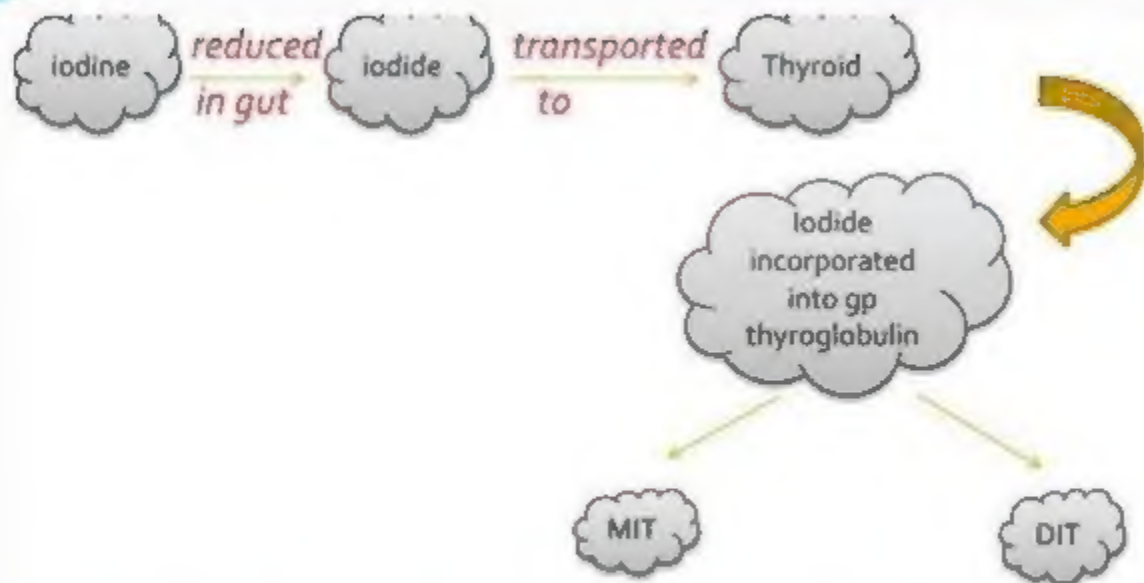 iodine
reduced
in gut
iodide
transported
to
Thyroid
Iodide
incorporated
into gp
thyroglobulin
MIT
DIT